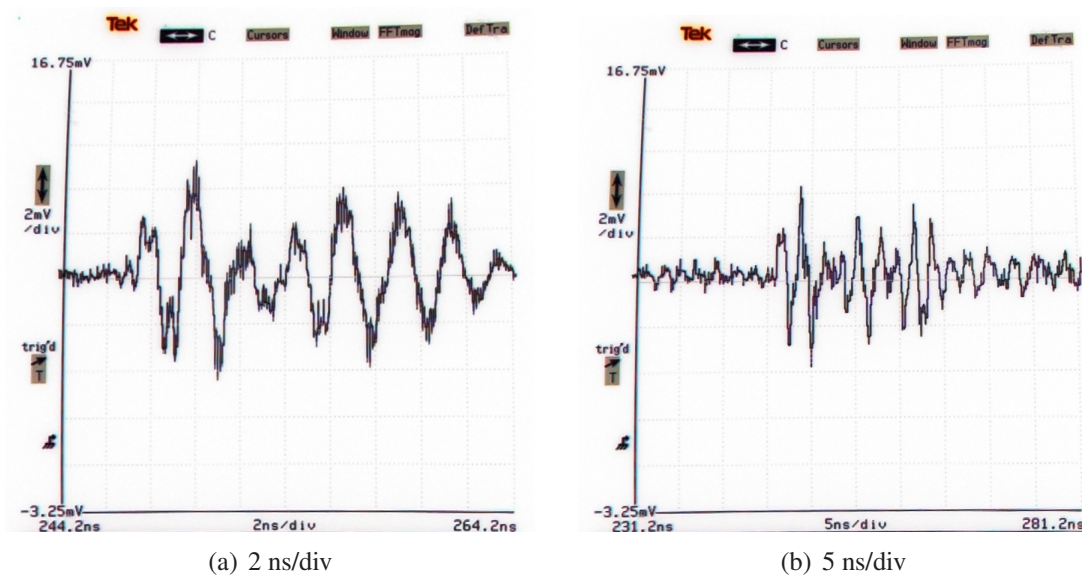 Tek
C Cursors Window FFTmag DefTra
16.75mV
2mV
/div
trig'd
T
-3.25mV
244.2ns 2ns/div 264.2ns
(a) 2 ns/div
Tek
C Cursors Window FFTmag DefTra
16.75mV
2mV
/div
trig'd
T
-3.25mV
231.2ns 5ns/div 281.2ns
(b) 5 ns/div